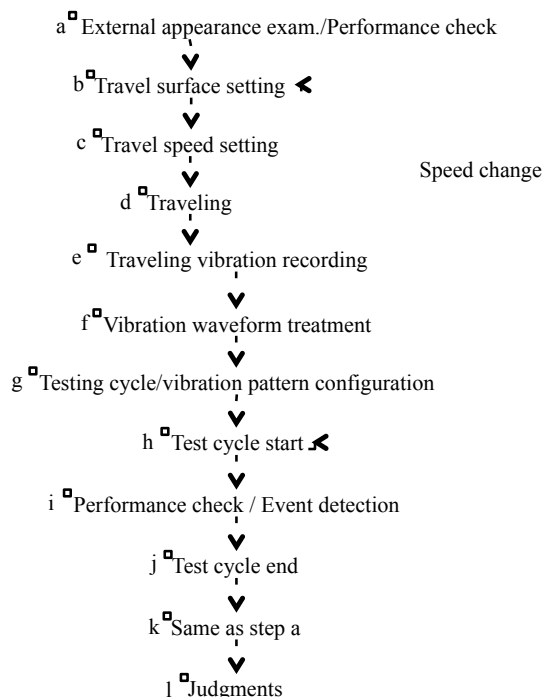 a External appearance exam./Performance check
b Travel surface setting
c Travel speed setting
Speed change
d Traveling
e Traveling vibration recording
f Vibration waveform treatment
g Testing cycle/vibration pattern configuration
h Test cycle start
i Performance check / Event detection
j Test cycle end
k Same as step a
l Judgments